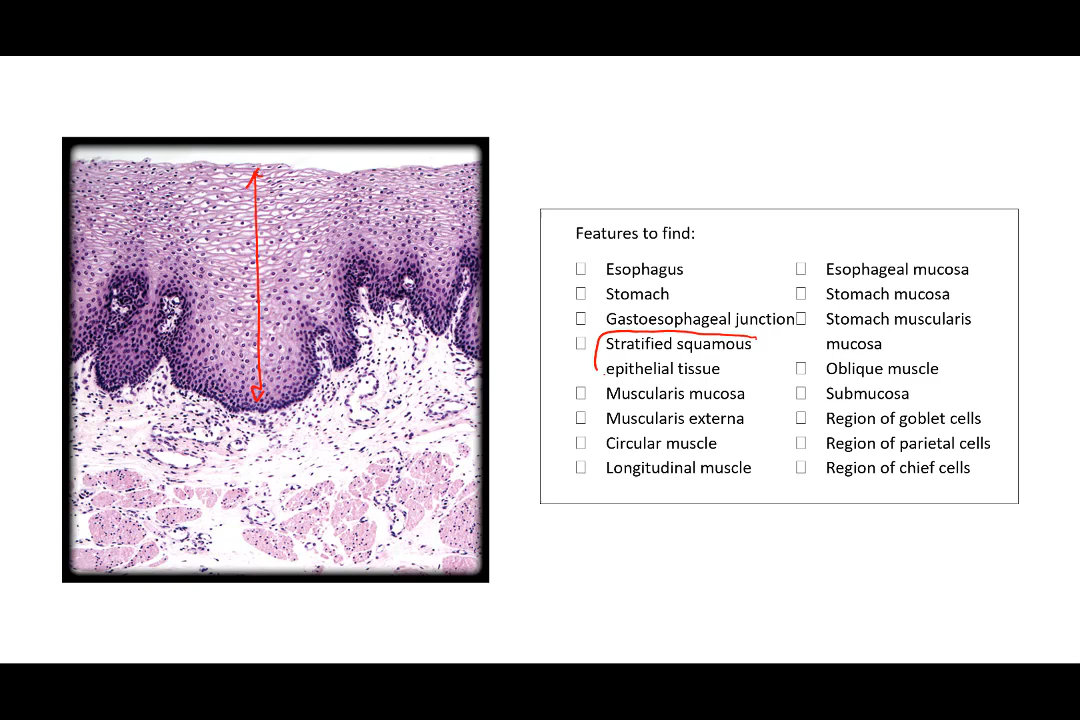 Features to find:
Esophagus
Stomach
Gastoesophageal junction
Stratified squamous
epithelial tissue
Muscularis mucosa
Muscularis externa
Circular muscle
Longitudinal muscle
Esophageal mucosa
Stomach mucosa
Stomach muscularis
mucosa
Oblique muscle
Submucosa
Region of goblet cells
Region of parietal cells
Region of chief cells